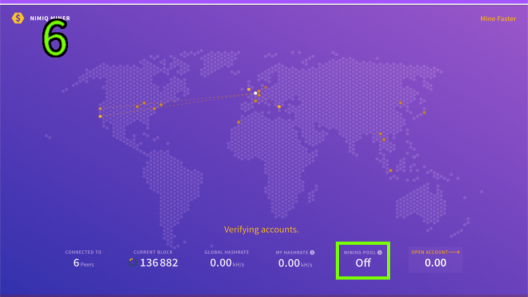 NIMIQ MINER
Mine Faster
6
Verifying accounts.
CONNECTED TO
6 Peers
CURRENT BLOCK
136 882
GLOBAL HASHRATE
0.00 kH/s
MY HASHRATE
0.00 kH/s
MINING POOL
Off
OPEN ACCOUNT
0.00